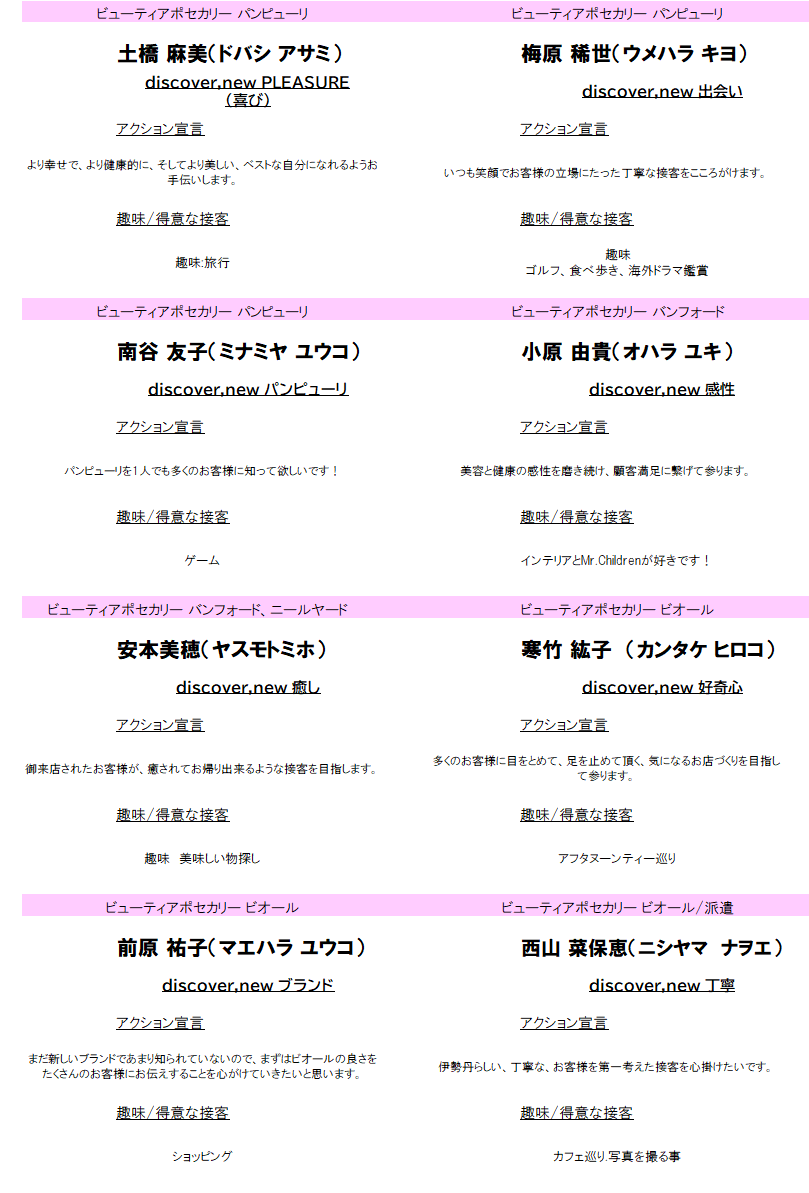 ビューティアポセカリー パンピューリ
土橋 麻美（ドバシ アサミ）
discover,new PLEASURE
（喜び）
アクション宣言
より幸せで、より健康的に、そしてより美しい、ベストな自分になれるようお
手伝いします。
趣味/得意な接客
趣味:旅行
ビューティアポセカリー パンピューリ
梅原 稀世（ウメハラ キヨ）
discover,new 出会い
アクション宣言
いつも笑顔でお客様の立場にたった丁寧な接客をこころがけます。
趣味/得意な接客
趣味
ゴルフ、食べ歩き、海外ドラマ鑑賞
ビューティアポセカリー パンピューリ
南谷 友子（ミナミヤ ユウコ）
discover,new パンピューリ
アクション宣言
パンピューリを1人でも多くのお客様に知って欲しいです！
趣味/得意な接客
ゲーム
ビューティアポセカリー バンフォード
小原 由貴（オハラ ユキ）
discover,new 感性
アクション宣言
美容と健康の感性を磨き続け、顧客満足に繋げて参ります。
趣味/得意な接客
インテリアとMr.Childrenが好きです！
ビューティアポセカリー バンフォード、ニールヤード
安本美穂（ヤスモトミホ）
discover,new 癒し
アクション宣言
御来店されたお客様が、癒されてお帰り出来るような接客を目指します。
趣味/得意な接客
趣味　美味しい物探し
ビューティアポセカリー ビオール
寒竹 紘子 （カンタケ ヒロコ）
discover,new 好奇心
アクション宣言
多くのお客様に目をとめて、足を止めて頂く、気になるお店づくりを目指し
て参ります。
趣味/得意な接客
アフタヌーンティー巡り
ビューティアポセカリー ビオール
前原 祐子（マエハラ ユウコ）
discover,new ブランド
アクション宣言
まだ新しいブランドであまり知られていないので、まずはビオールの良さを
たくさんのお客様にお伝えすることを心がけていきたいと思います。
趣味/得意な接客
ショッピング
ビューティアポセカリー ビオール/派遣
西山 菜保恵（ニシヤマ　ナヲエ）
discover,new 丁寧
アクション宣言
伊勢丹らしい、丁寧な、お客様を第一考えた接客を心掛けたいです。
趣味/得意な接客
カフェ巡り.写真を撮る事